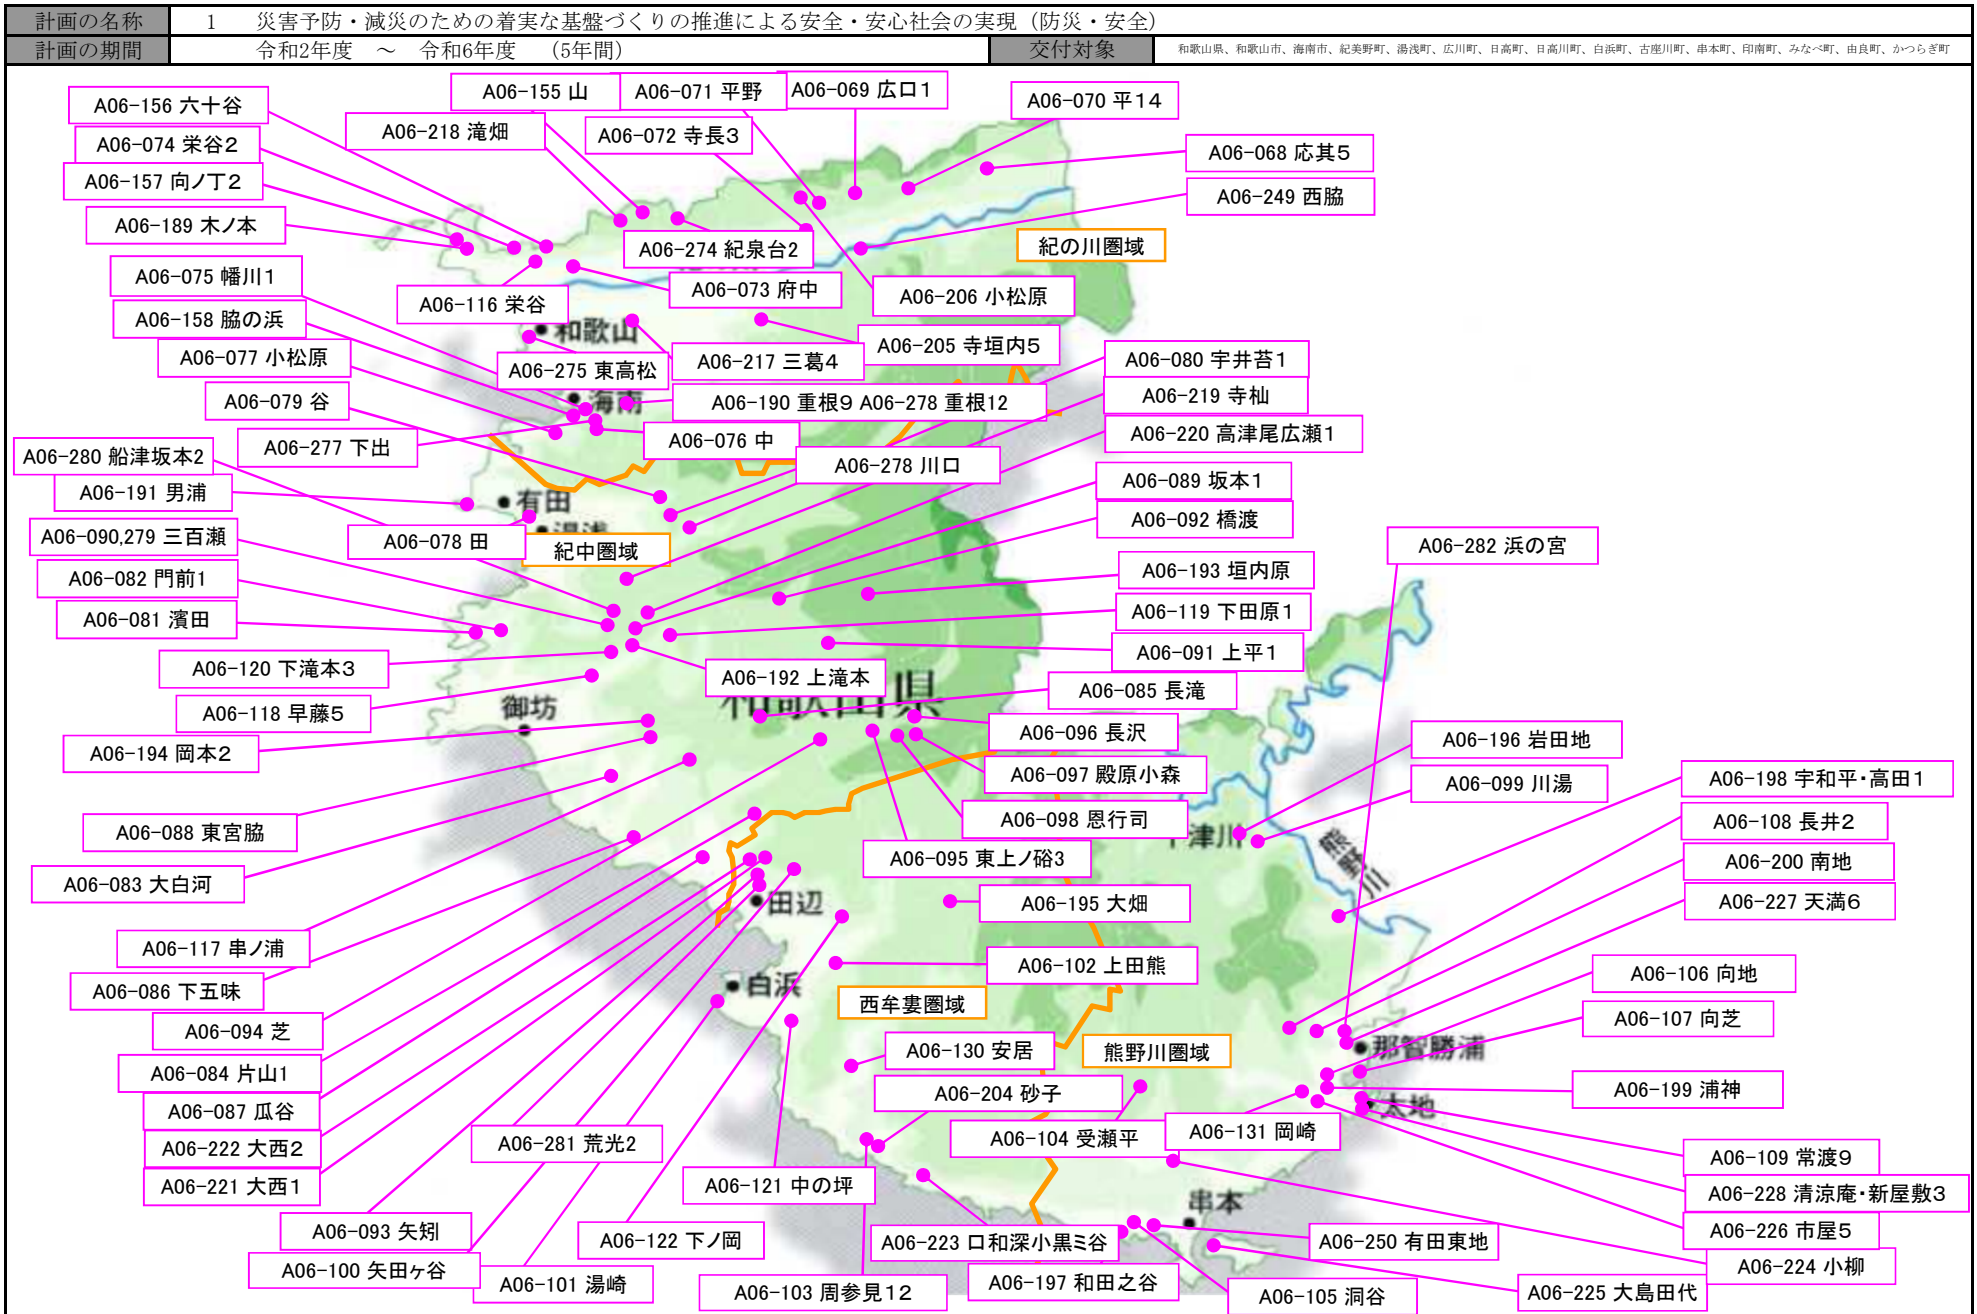 計画の名称 1 災害予防・減災のための着実な基盤づくりの推進による安全・安心社会の実現（防災・安全）
計画の期間 令和2年度 ～ 令和6年度 （5年間） 交付対象 和歌山県、和歌山市、海南市、紀美野町、湯浅町、広川町、日高町、日高川町、白浜町、古座川町、串本町、印南町、みなべ町、由良町、かつらぎ町
A06-155 山
A06-071 平野
A06-069 広口1
A06-070 平14
A06-156 六十谷
A06-218 滝畑
A06-072 寺長3
A06-074 栄谷2
A06-068 応其5
A06-157 向ノ丁2
A06-249 西脇
A06-189 木ノ本
A06-274 紀泉台2
紀の川圏域
A06-075 幡川1
A06-073 府中
A06-206 小松原
A06-116 栄谷
A06-158 脇の浜
和歌山
A06-205 寺垣内5
A06-077 小松原
A06-217 三葛4
A06-080 宇井苔1
A06-275 東高松
A06-219 寺杣
A06-079 谷
海南
A06-190 重根9 A06-278 重根12
A06-220 高津尾広瀬1
A06-277 下出
A06-076 中
A06-280 船津坂本2
A06-278 川口
A06-089 坂本1
A06-191 男浦
有田
A06-092 橋渡
湯浅
A06-090,279 三百瀬
A06-078 田
紀中圏域
A06-282 浜の宮
A06-082 門前1
A06-193 垣内原
A06-081 濱田
A06-119 下田原1
A06-091 上平1
A06-120 下滝本3
A06-192 上滝本
A06-085 長滝
和歌山県
A06-118 早藤5
御坊
A06-096 長沢
A06-194 岡本2
A06-196 岩田地
A06-097 殿原小森
A06-099 川湯
A06-198 宇和平・高田1
A06-088 東宮脇
A06-098 恩行司
十津川
A06-108 長井2
A06-095 東上ノ硲3
熊野川
A06-200 南地
A06-083 大白河
田辺
A06-195 大畑
A06-227 天満6
A06-117 串ノ浦
A06-102 上田熊
A06-106 向地
A06-086 下五味
白浜
西牟婁圏域
A06-107 向芝
A06-094 芝
A06-130 安居
熊野川圏域
那智勝浦
A06-084 片山1
A06-204 砂子
A06-199 浦神
A06-087 瓜谷
太地
A06-222 大西2
A06-281 荒光2
A06-104 受瀬平
A06-131 岡崎
A06-109 常渡9
A06-221 大西1
A06-121 中の坪
A06-228 清涼庵・新屋敷3
串本
A06-093 矢矧
A06-122 下ノ岡
A06-223 口和深小黒ミ谷
A06-250 有田東地
A06-226 市屋5
A06-100 矢田ヶ谷
A06-101 湯崎
A06-103 周参見12
A06-197 和田之谷
A06-105 洞谷
A06-224 小柳
A06-225 大島田代